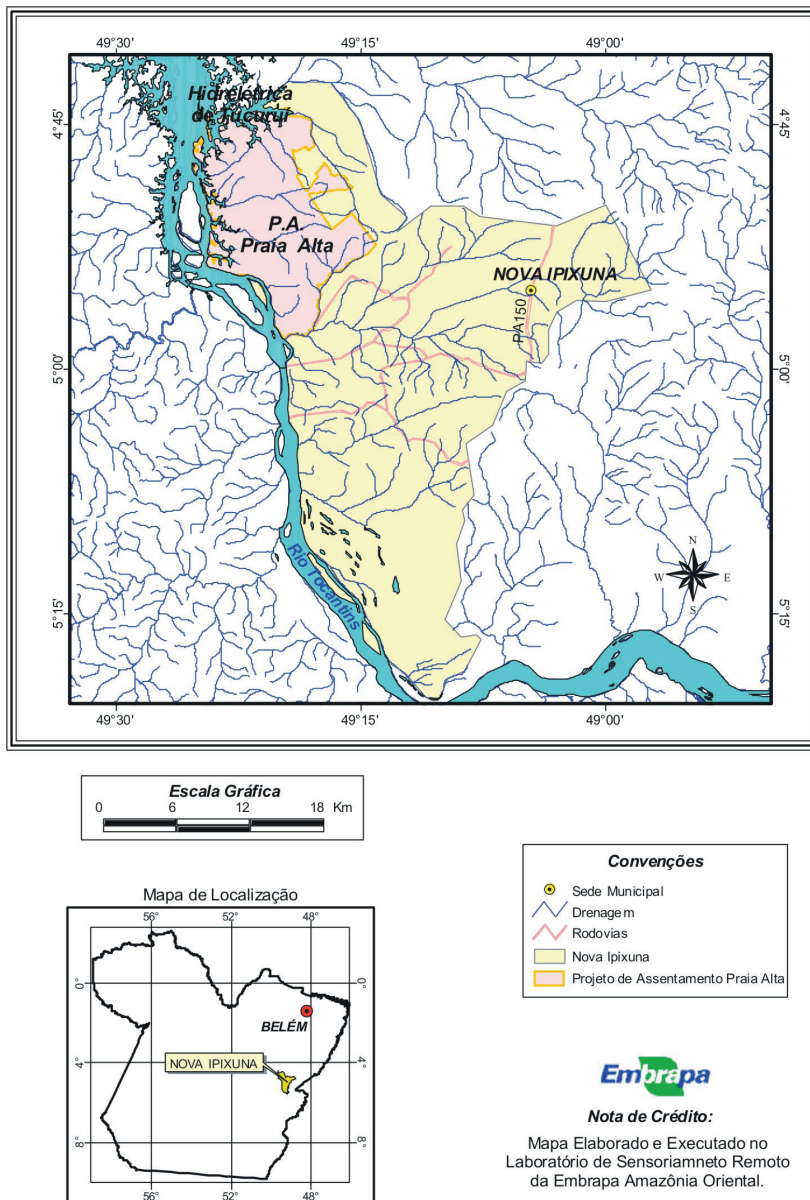 49°30' 49°15' 49°00'
4°45' 4°45'
Hidrelétrica
de Tucuruí
P.A.
Praia Alta
NOVA IPIXUNA
PA150
5°00' 5°00'
Rio Tocantins
N
W E
S
5°15' 5°15'
49°30' 49°15' 49°00'
Escala Gráfica
0 6 12 18 Km
Convenções
Sede Municipal
Drenagem
Rodovias
Nova Ipixuna
Projeto de Assentamento Praia Alta
Mapa de Localização
56° 52° 48°
0° 0°
BELÉM
NOVA IPIXUNA
4° 4°
8° 8°
56° 52° 48°
Embrapa
Nota de Crédito:
Mapa Elaborado e Executado no
Laboratório de Sensoriamneto Remoto
da Embrapa Amazônia Oriental.